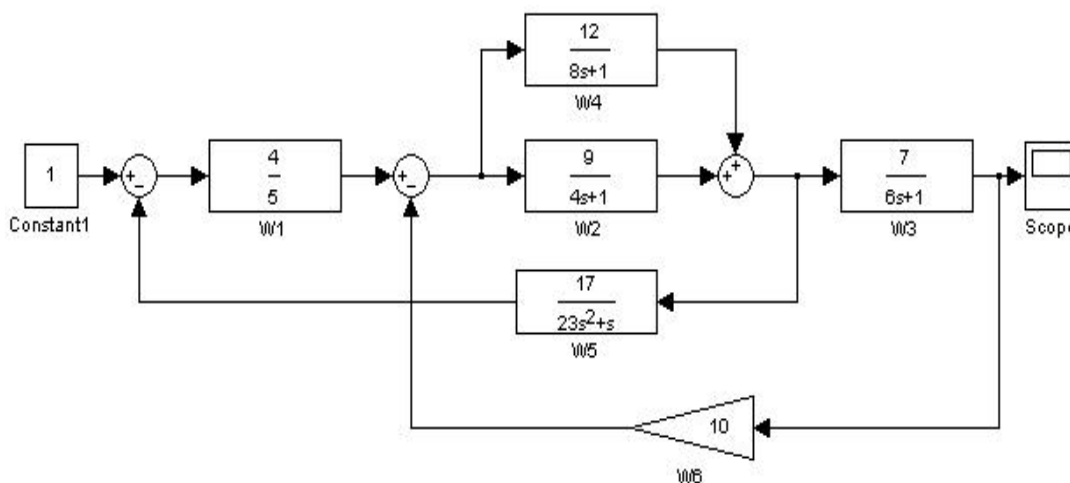 12
8s+1
W4
1
Constant1
+
−
4
5
W1
+
−
9
4s+1
W2
+
+
7
6s+1
W3
Scope
17
23s²+s
W5
10
W6